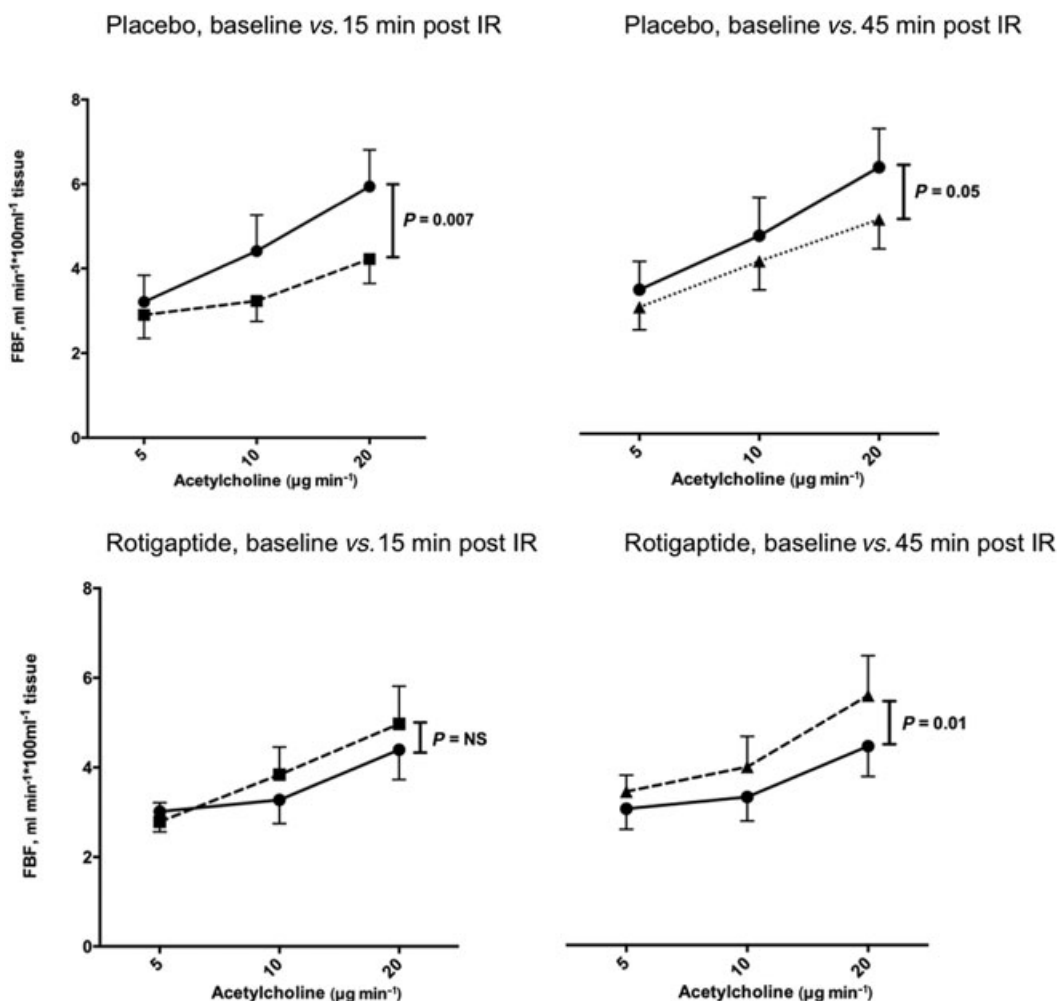 Placebo, baseline vs. 15 min post IR
8
6
4
2
0
FBF, ml min⁻¹*100ml⁻¹ tissue
P = 0.007
5
10
20
Acetylcholine (µg min⁻¹)
Placebo, baseline vs. 45 min post IR
P = 0.05
5
10
20
Acetylcholine (µg min⁻¹)
Rotigaptide, baseline vs. 15 min post IR
8
6
4
2
0
FBF, ml min⁻¹*100ml⁻¹ tissue
P = NS
5
10
20
Acetylcholine (µg min⁻¹)
Rotigaptide, baseline vs. 45 min post IR
P = 0.01
5
10
20
Acetylcholine (µg min⁻¹)